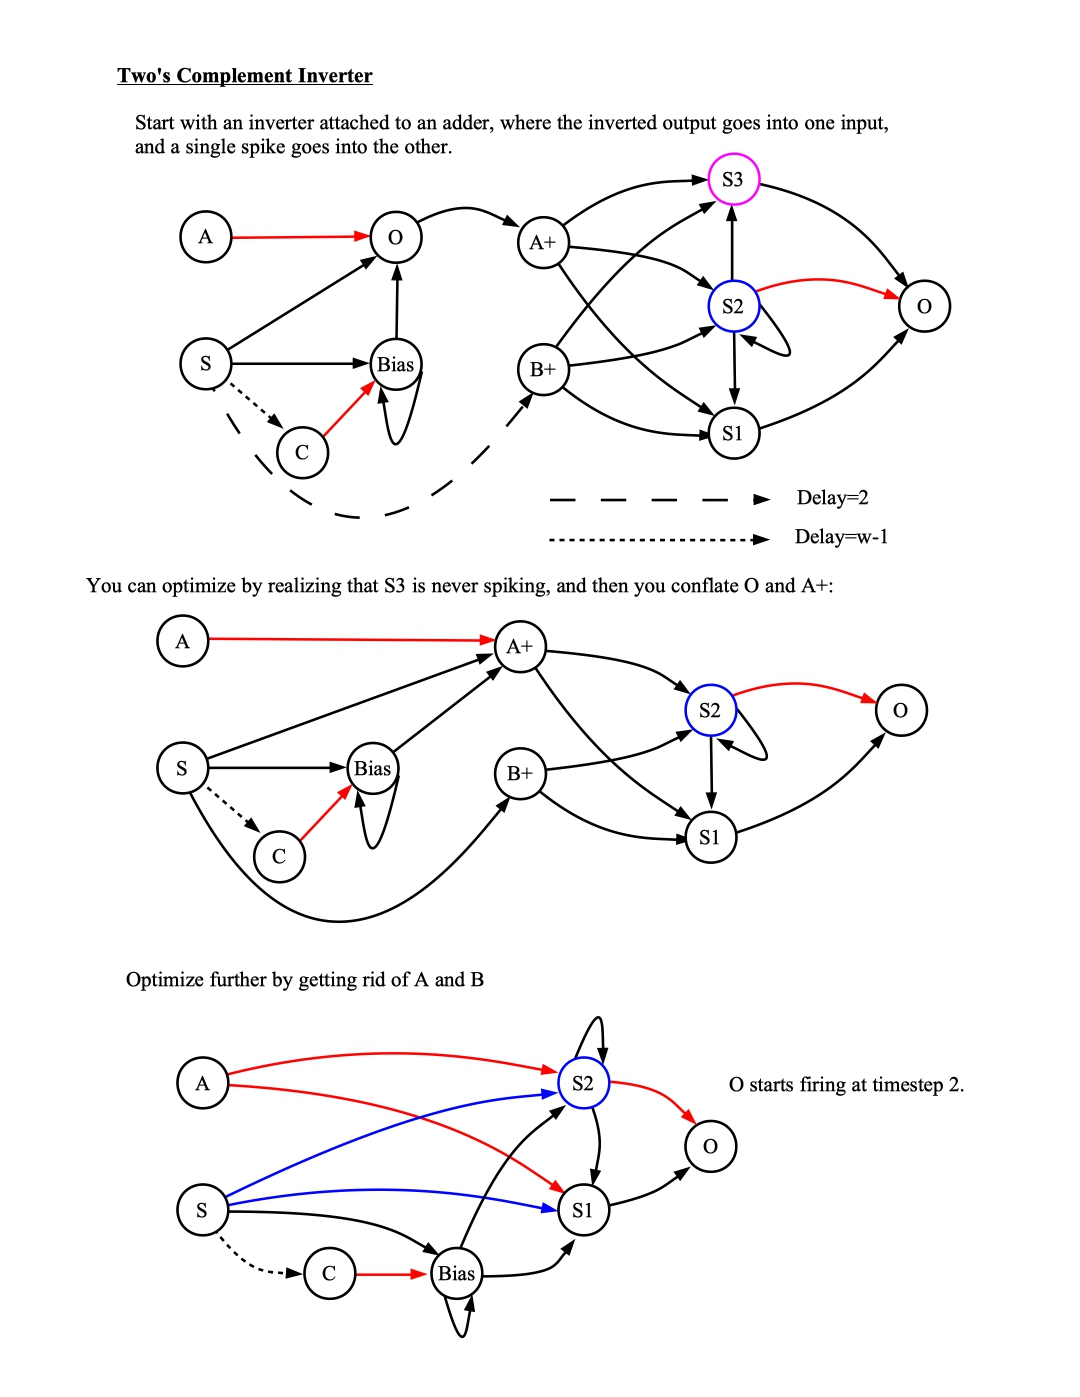 Two's Complement Inverter
Start with an inverter attached to an adder, where the inverted output goes into one input,
and a single spike goes into the other.
S3
A
O
A+
S2
O
S
Bias
B+
S1
C
Delay=2
Delay=w-1
You can optimize by realizing that S3 is never spiking, and then you conflate O and A+:
A
A+
S2
O
S
Bias
B+
S1
C
Optimize further by getting rid of A and B
A
S2
O starts firing at timestep 2.
O
S
S1
C
Bias